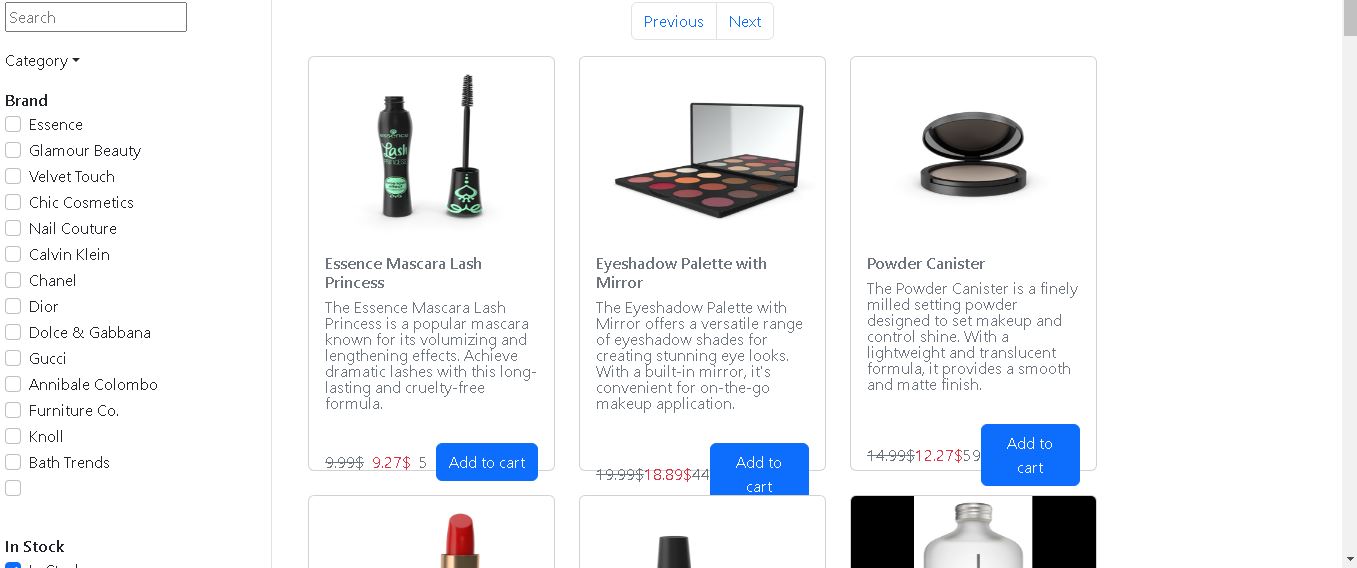 Search
Previous
Next
Category
Brand
Essence
Glamour Beauty
Velvet Touch
Chic Cosmetics
Nail Couture
Calvin Klein
Chanel
Dior
Dolce & Gabbana
Gucci
Annibale Colombo
Furniture Co.
Knoll
Bath Trends
In Stock
In Stock
essence
Lash
PRINCESS
Essence Mascara Lash
Princess
The Essence Mascara Lash
Princess is a popular mascara
known for its volumizing and
lengthening effects. Achieve
dramatic lashes with this long-
lasting and cruelty-free
formula.
9.99$ 9.27$ 5
Add to cart
Eyeshadow Palette with
Mirror
The Eyeshadow Palette with
Mirror offers a versatile range
of eyeshadow shades for
creating stunning eye looks.
With a built-in mirror, it's
convenient for on-the-go
makeup application.
19.99$18.89$44
Add to
cart
Powder Canister
The Powder Canister is a finely
milled setting powder
designed to set makeup and
control shine. With a
lightweight and translucent
formula, it provides a smooth
and matte finish.
14.99$12.27$59
Add to
cart